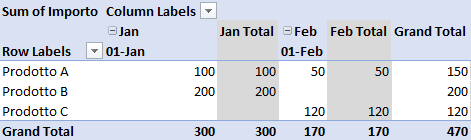 Sum of Importo Column Labels
Jan Jan Total Feb Feb Total Grand Total
Row Labels 01-Jan 01-Feb
Prodotto A 100 100 50 50 150
Prodotto B 200 200 200
Prodotto C 120 120 120
Grand Total 300 300 170 170 470